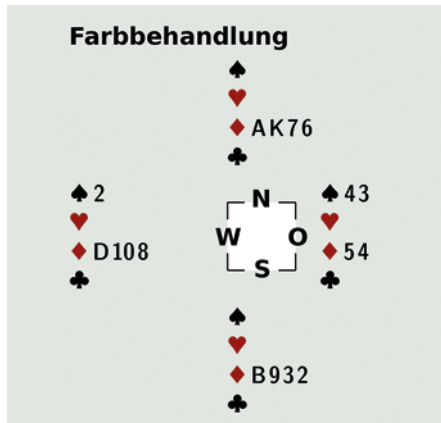 Farbbehandlung
♠
♥
♦ AK76
♣
♠ 2
♥
♦ D108
♣
N
W O
S
♠ 43
♥
♦ 54
♣
♠
♥
♦ B932
♣